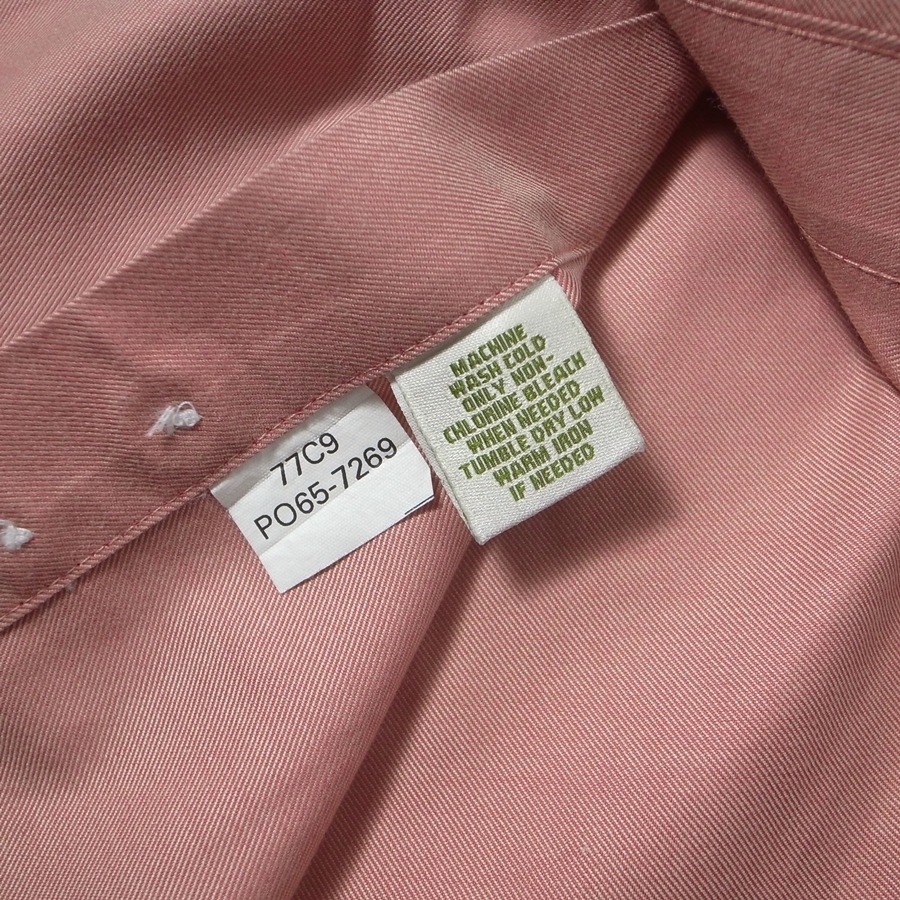 77C9
PO65-7269
MACHINE
WASH COLD
ONLY NON-
CHLORINE BLEACH
WHEN NEEDED
TUMBLE DRY LOW
WARM IRON
IF NEEDED